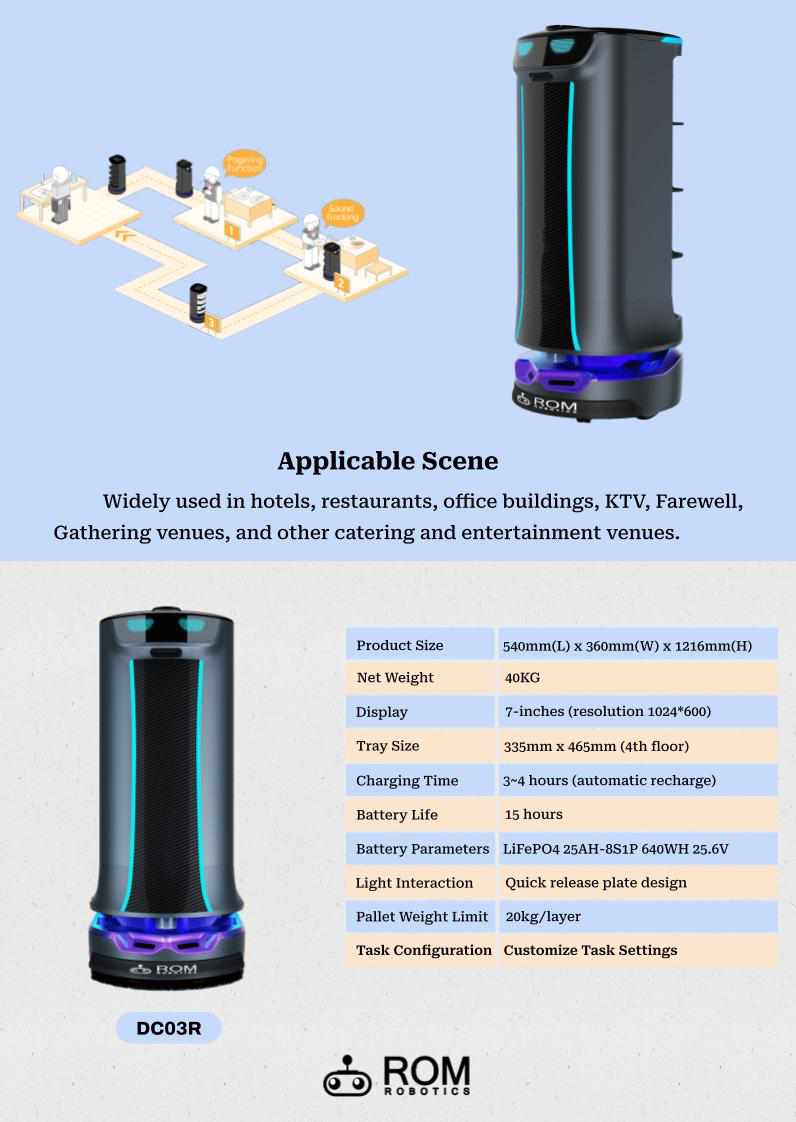 Sound
Tracking
1
2
3
ROM
ROBOTICS
Applicable Scene
Widely used in hotels, restaurants, office buildings, KTV, Farewell,
Gathering venues, and other catering and entertainment venues.
Product Size 540mm(L) x 360mm(W) x 1216mm(H)
Net Weight 40KG
Display 7-inches (resolution 1024*600)
Tray Size 335mm x 465mm (4th floor)
Charging Time 3~4 hours (automatic recharge)
Battery Life 15 hours
Battery Parameters LiFePO4 25AH-8S1P 640WH 25.6V
Light Interaction Quick release plate design
Pallet Weight Limit 20kg/layer
Task Configuration Customize Task Settings
ROM
DC03R
ROM
ROBOTICS